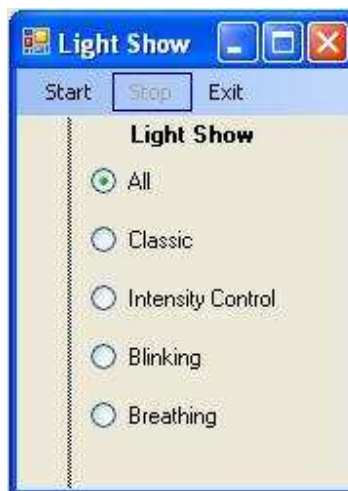 Light Show
Start Stop Exit
Light Show
All
Classic
Intensity Control
Blinking
Breathing